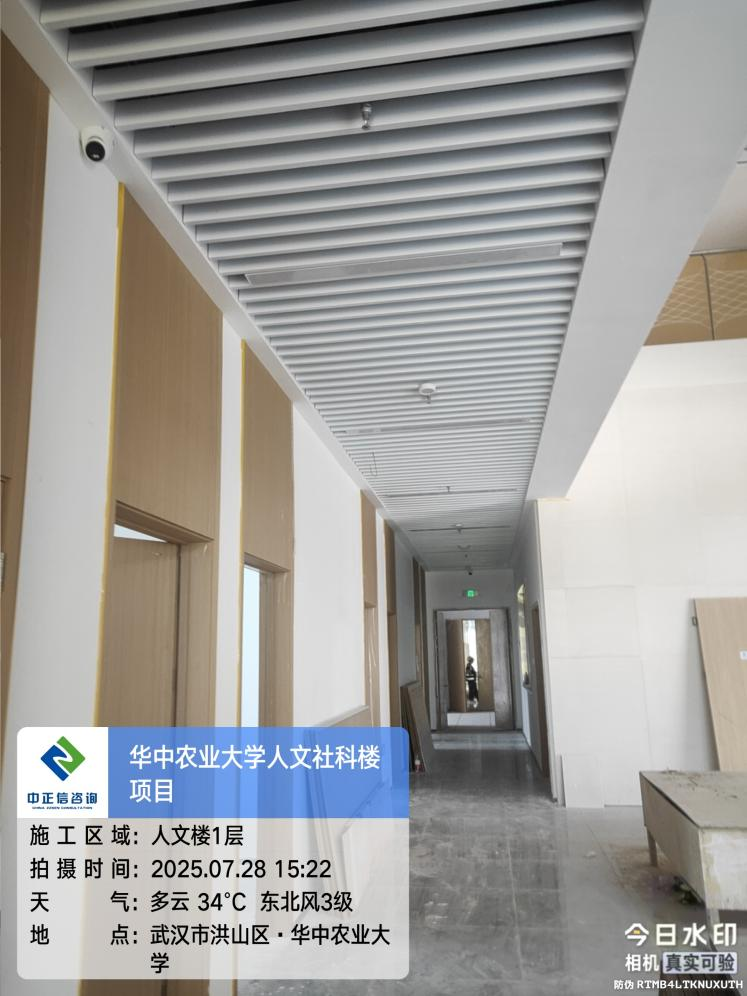 华中农业大学人文社科楼
项目
中正信咨询
CHINA ZENXN CONSULTATION
施工区域：人文楼1层
拍摄时间：2025.07.28 15:22
天气：多云 34℃ 东北风3级
地点：武汉市洪山区·华中农业大
学
今日水印
相机 真实可验
防伪 RTMB4LTKNUXUTH